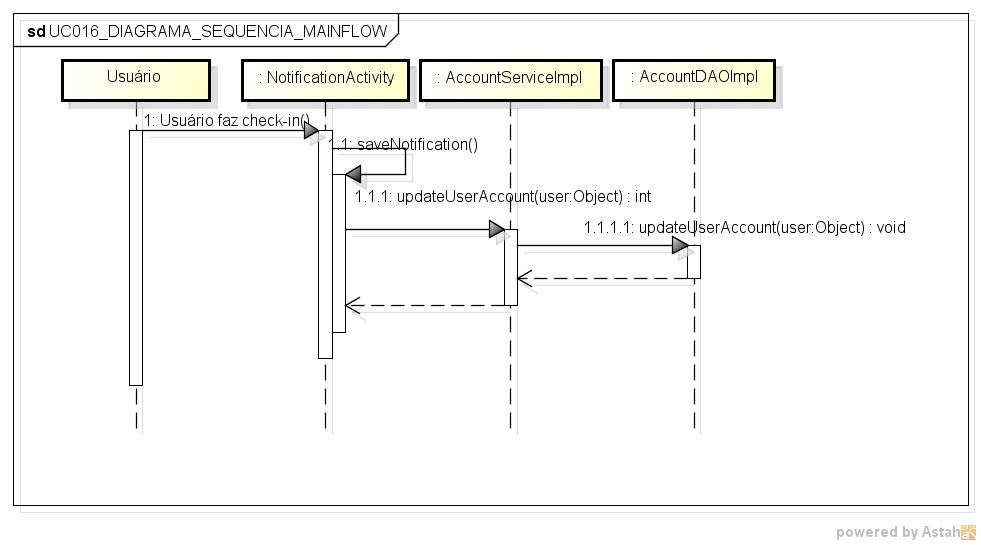 sd UC016_DIAGRAMA_SEQUENCIA_MAINFLOW
Usuário
: NotificationActivity
: AccountServiceImpl
: AccountDAOImpl
1: Usuário faz check-in()
1.1: saveNotification()
1.1.1: updateUserAccount(user:Object) : int
1.1.1.1: updateUserAccount(user:Object) : void
powered by Astah